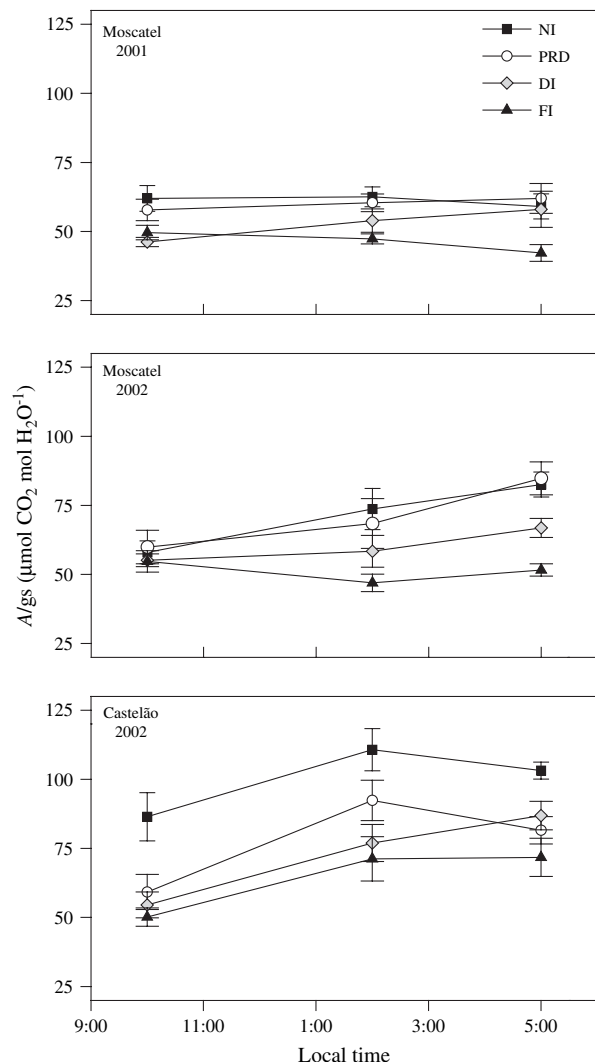 Moscatel
2001
NI
PRD
DI
FI
125
100
75
50
25
Moscatel
2002
125
100
75
50
25
A/gs (µmol CO₂ mol H₂O⁻¹)
Castelão
2002
125
100
75
50
25
9:00 11:00 1:00 3:00 5:00
Local time